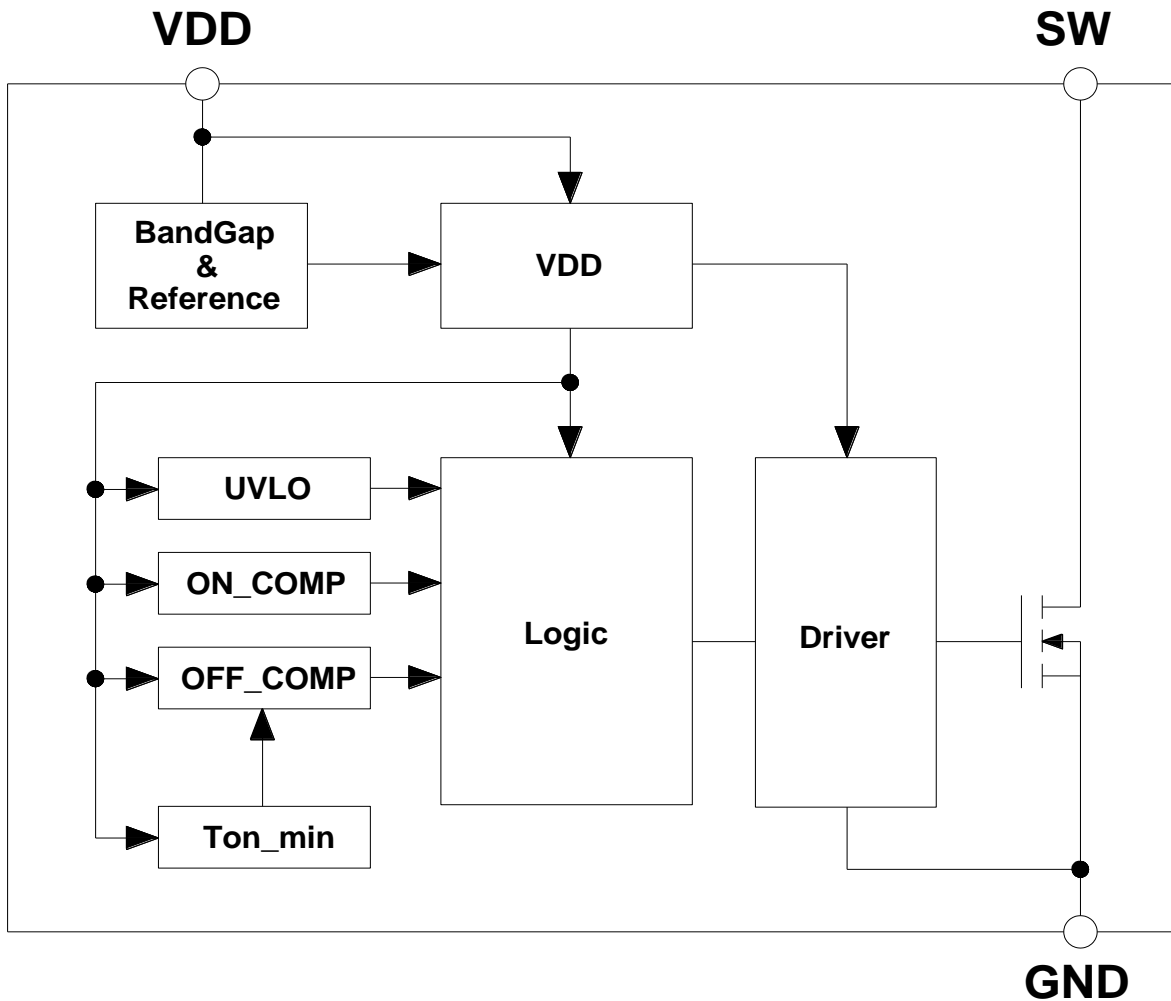 VDD
SW
BandGap
&
Reference
VDD
UVLO
ON_COMP
OFF_COMP
Ton_min
Logic
Driver
GND